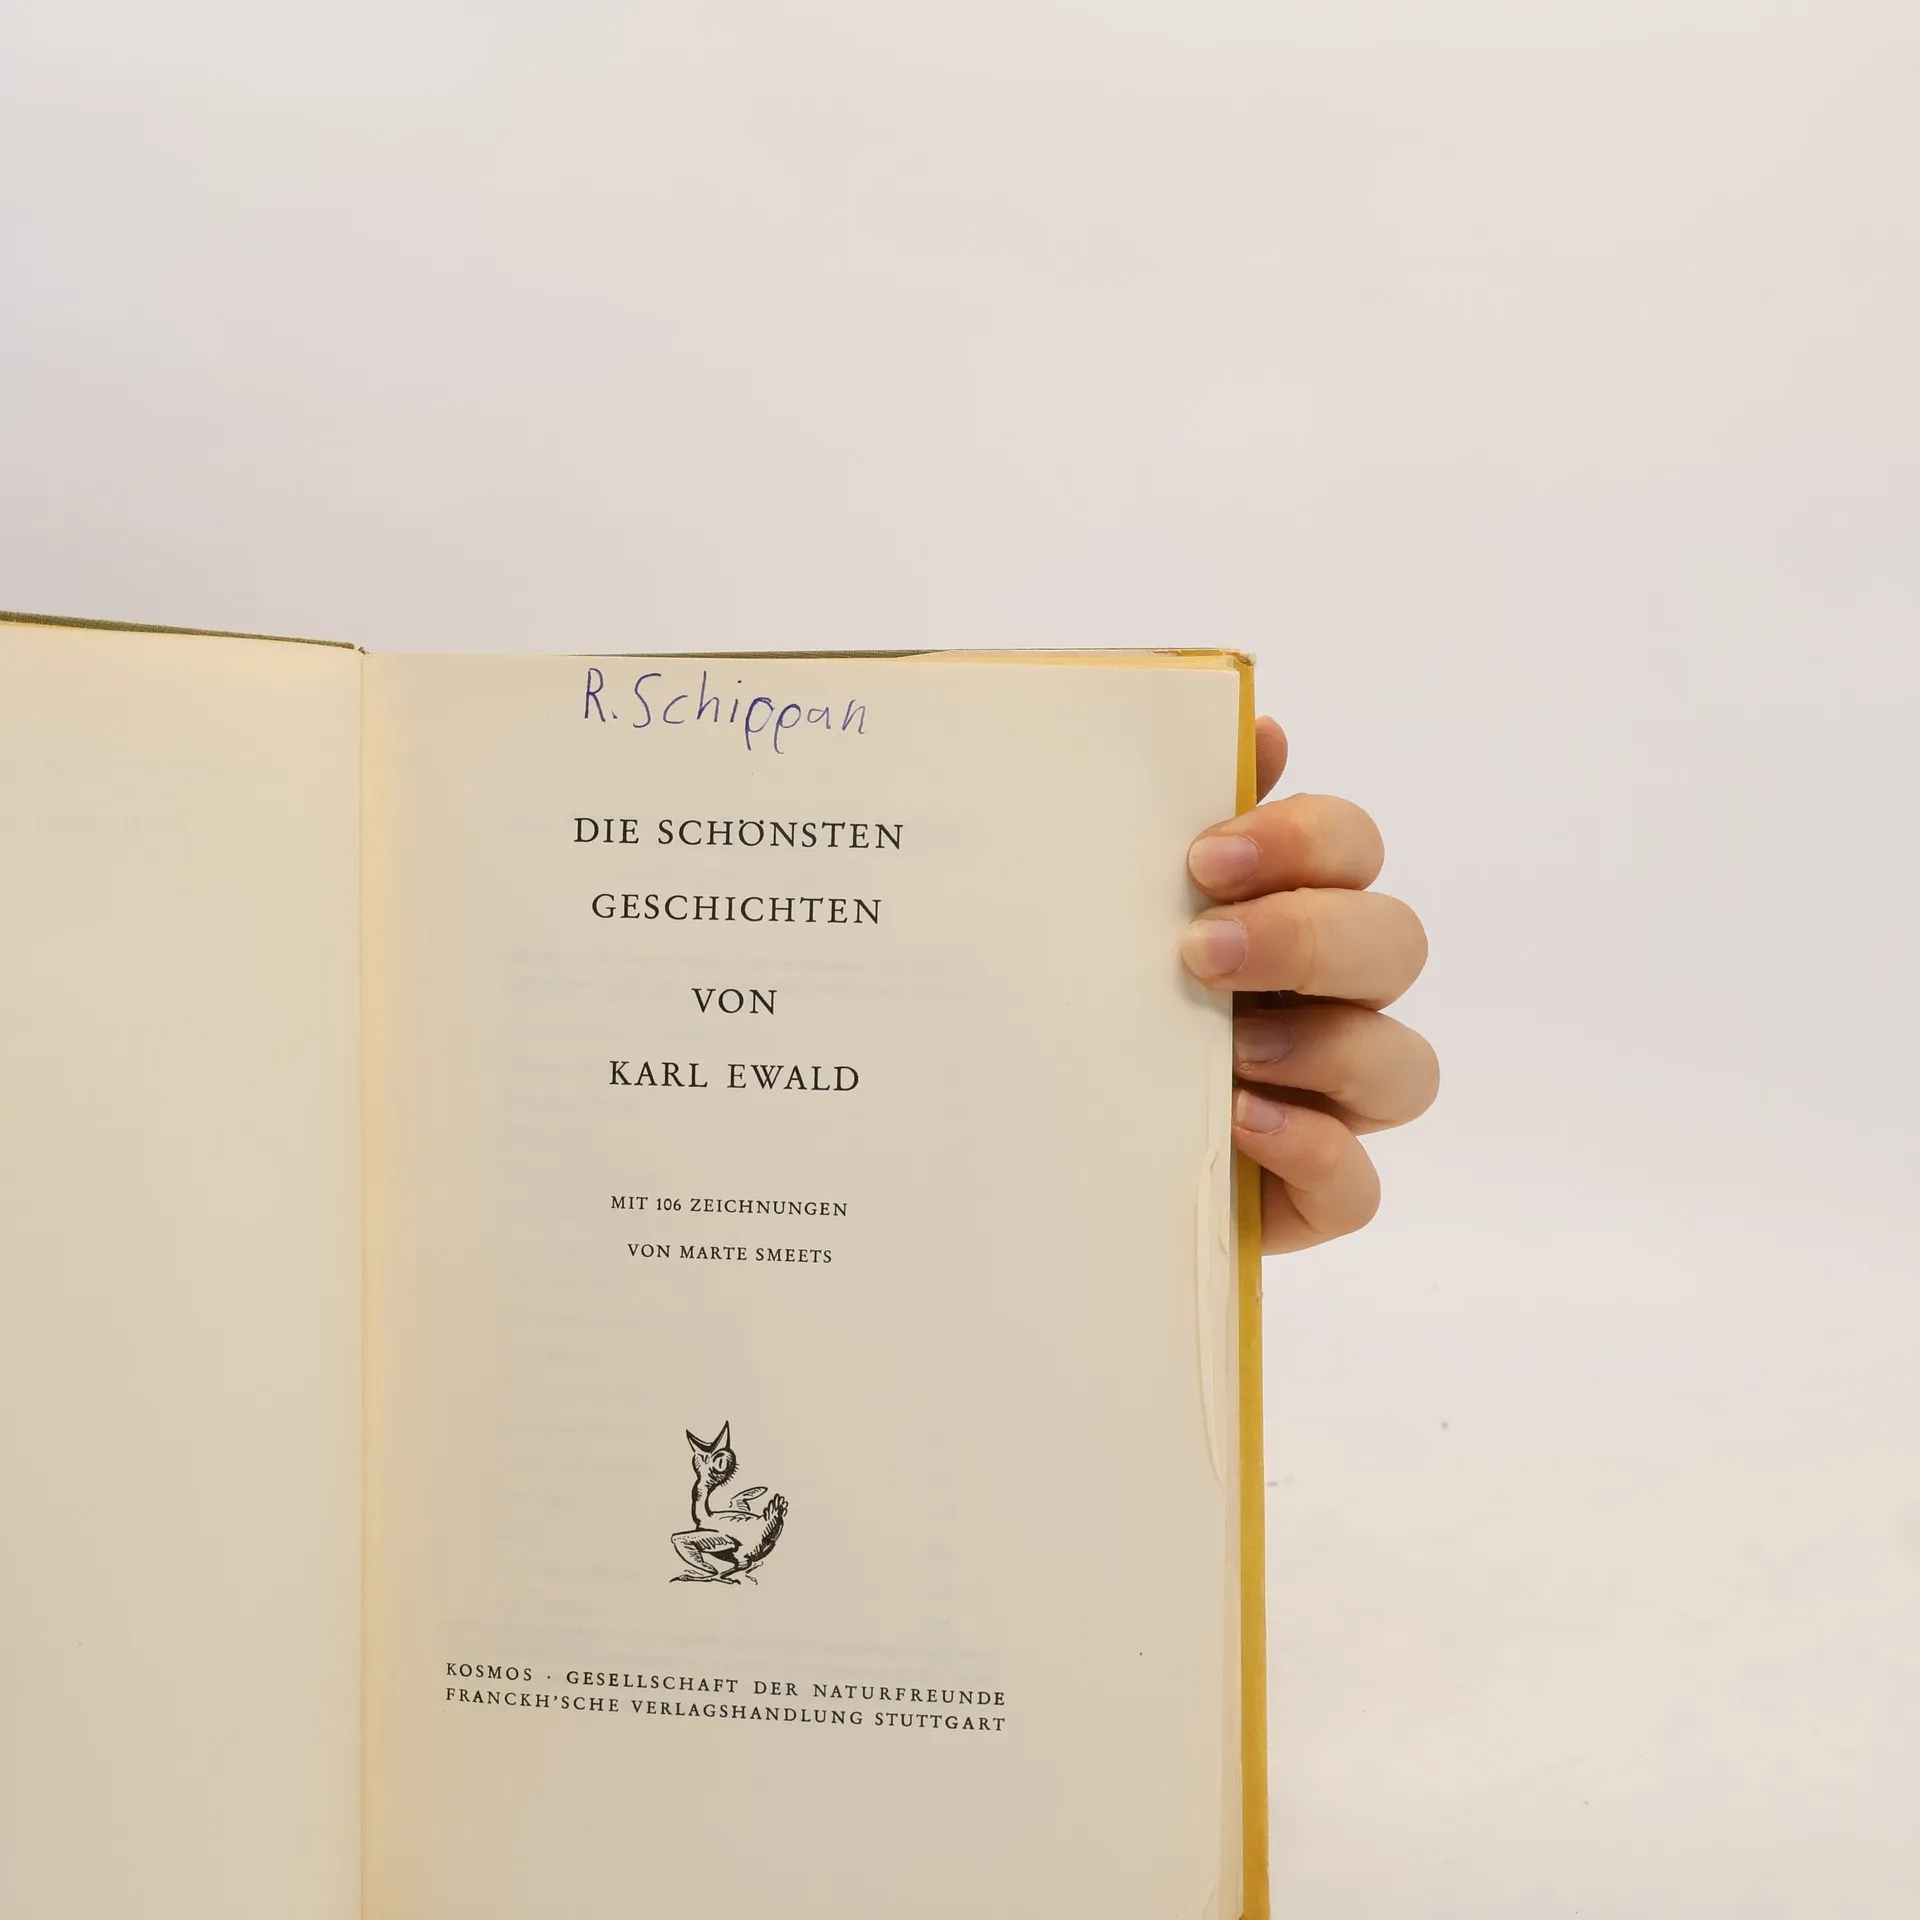 R. Schippan
DIE SCHÖNSTEN
GESCHICHTEN
VON
KARL EWALD
MIT 106 ZEICHNUNGEN
VON MARTE SMEETS
KOSMOS · GESELLSCHAFT DER NATURFREUNDE
FRANCKH'SCHE VERLAGSHANDLUNG STUTTGART